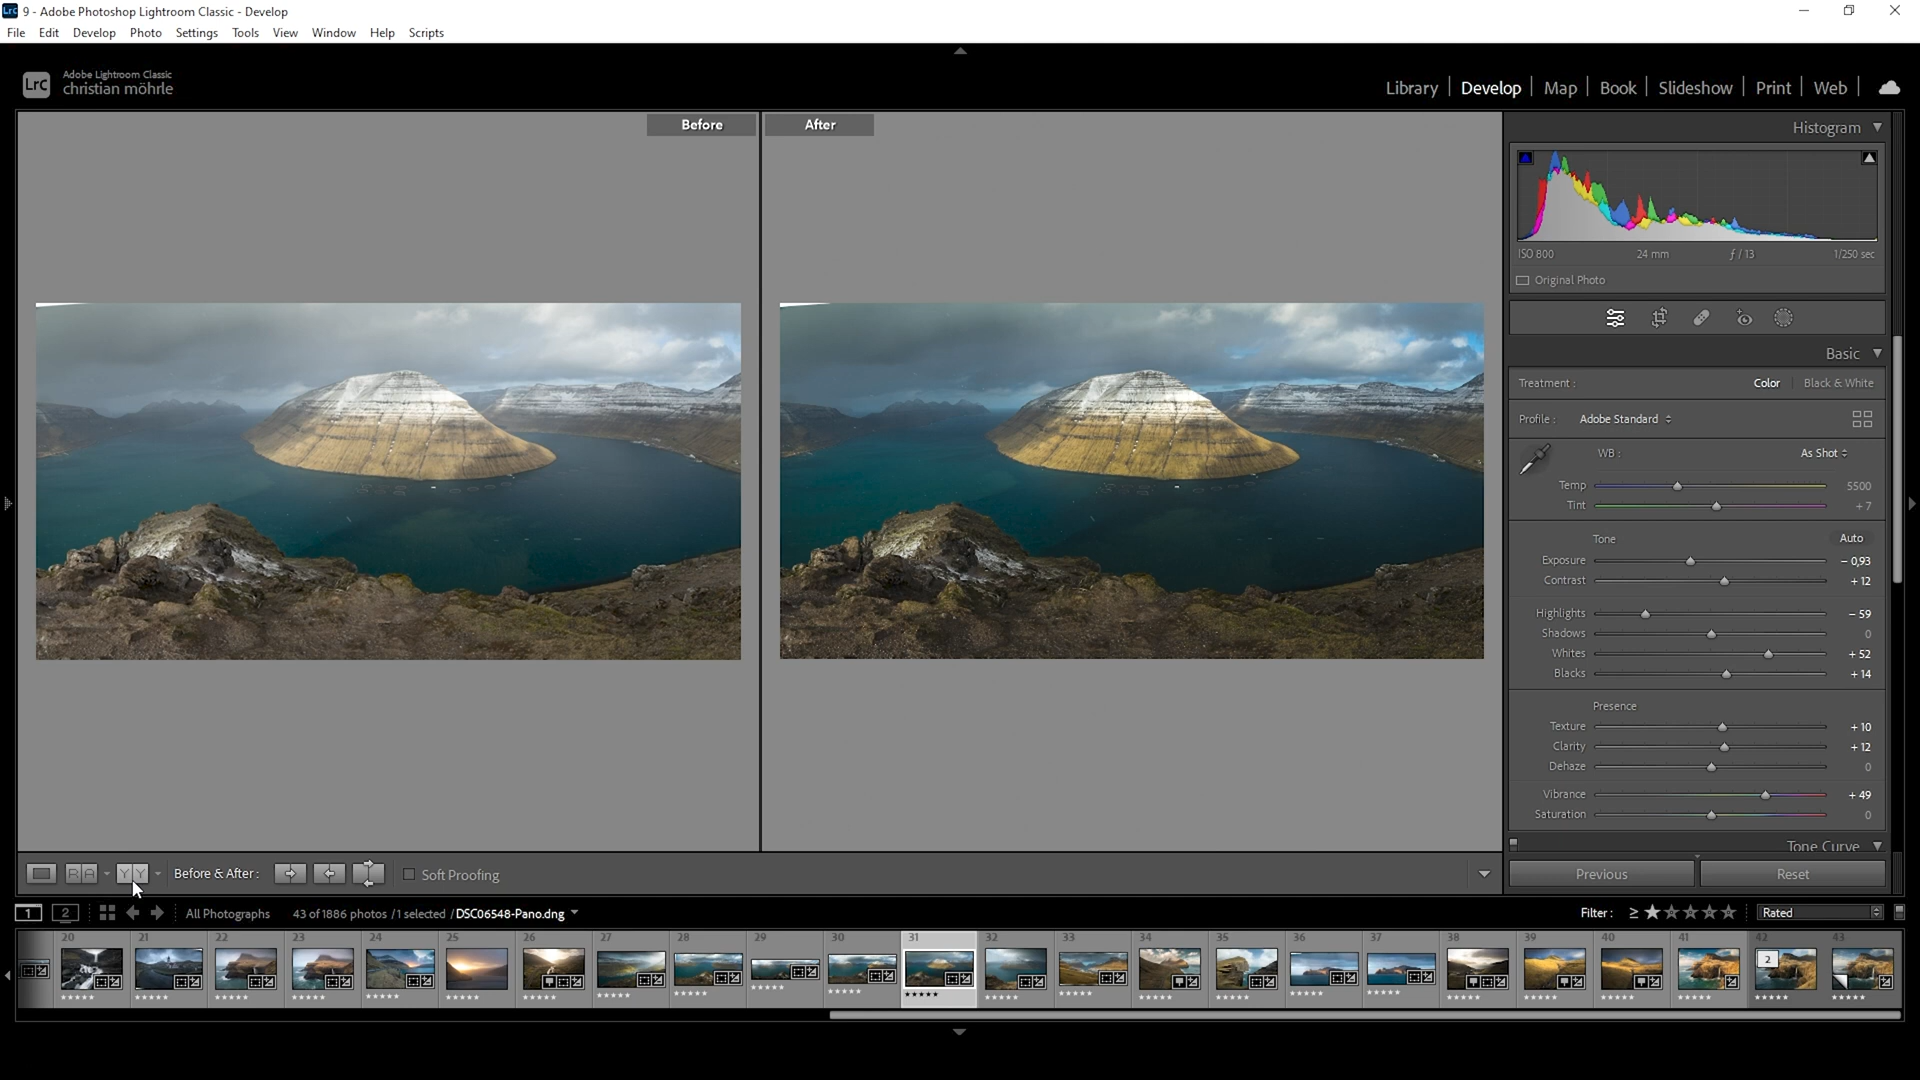 Lrc 9 - Adobe Photoshop Lightroom Classic - Develop
File Edit Develop Photo Settings Tools View Window Help Scripts
LrC Adobe Lightroom Classic
christian möhrle
Library Develop Map Book Slideshow Print Web
Before After
Histogram
ISO 800 24 mm ƒ / 13 1/250 sec
Original Photo
Basic
Treatment : Color Black & White
Profile : Adobe Standard
WB : As Shot
Temp 5500
Tint + 7
Tone Auto
Exposure – 0,93
Contrast + 12
Highlights – 59
Shadows 0
Whites + 52
Blacks + 14
Presence
Texture + 10
Clarity + 12
Dehaze 0
Vibrance + 49
Saturation 0
Tone Curve
R A Y Y Before & After : Soft Proofing
Previous Reset
1 2 All Photographs 43 of 1886 photos / 1 selected / DSC06548-Pano.dng Filter : ≥ ★ ★ ★ ★ ★ Rated
20 21 22 23 24 25 26 27 28 29 30 31 32 33 34 35 36 37 38 39 40 41 42 43
2